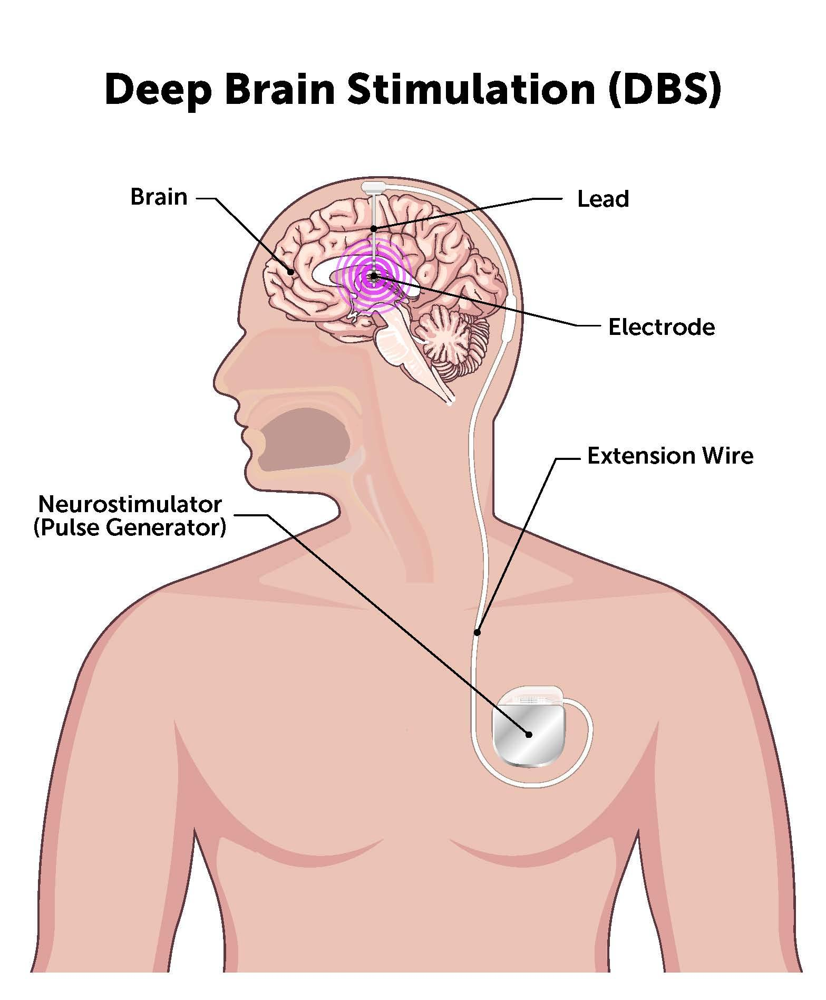 Deep Brain Stimulation (DBS)
Brain
Lead
Electrode
Extension Wire
Neurostimulator
(Pulse Generator)